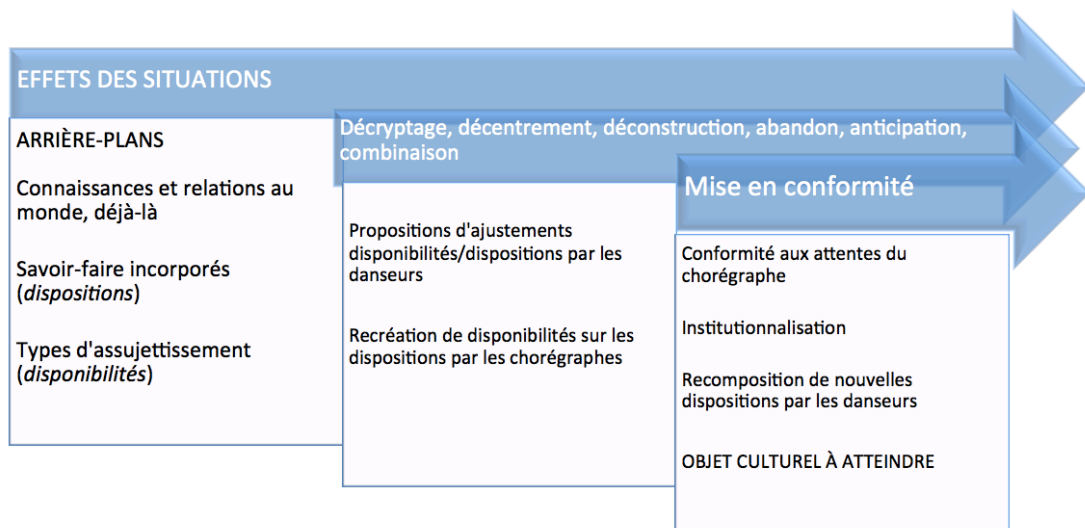 EFFETS DES SITUATIONS
ARRIÈRE-PLANS
Connaissances et relations au
monde, déjà-là
Savoir-faire incorporés
(dispositions)
Types d'assujettissement
(disponibilités)
Décryptage, décentrement, déconstruction, abandon, anticipation,
combinaison
Propositions d'ajustements
disponibilités/dispositions par les
danseurs
Recréation de disponibilités sur les
dispositions par les chorégraphes
Mise en conformité
Conformité aux attentes du
chorégraphe
Institutionnalisation
Recomposition de nouvelles
dispositions par les danseurs
OBJET CULTUREL À ATTEINDRE